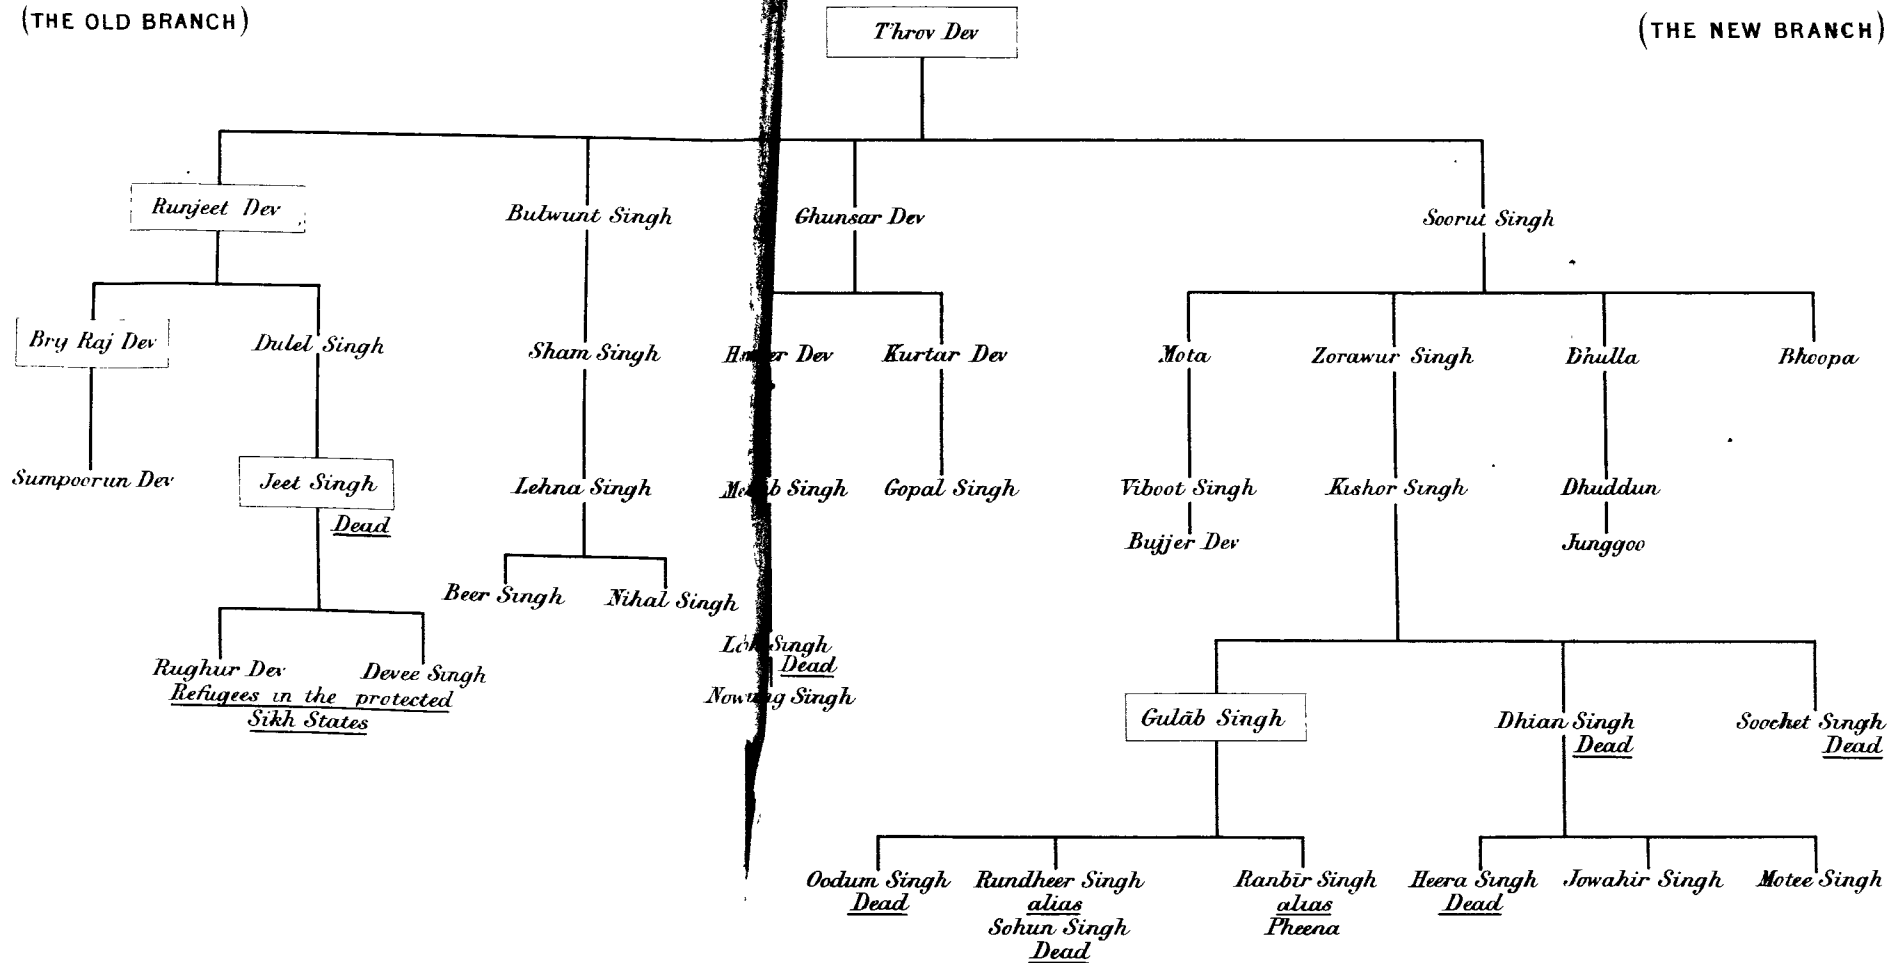 (THE OLD BRANCH)
(THE NEW BRANCH)
Throv Dev
Runjeet Dev
Bulwunt Singh
Ghunsar Dev
Soorut Singh
Bry Raj Dev
Dulel Singh
Sham Singh
Dev
Kurtar Dev
Mota
Zorawur Singh
Dhulla
Bhoopa
Sumpoorun Dev
Jeet Singh
Dead
Lehna Singh
Singh
Gopal Singh
Viboot Singh
Kishor Singh
Dhuddun
Bujjer Dev
Junggoo
Beer Singh
Nihal Singh
Singh
Dead
Singh
Rughur Dev
Devee Singh
Refugees in the protected
Sikh States
Gulāb Singh
Dhian Singh
Dead
Soochet Singh
Dead
Oodum Singh
Dead
Rundheer Singh
alias
Sohun Singh
Dead
Ranbīr Singh
alias
Pheena
Heera Singh
Dead
Jowahir Singh
Motee Singh